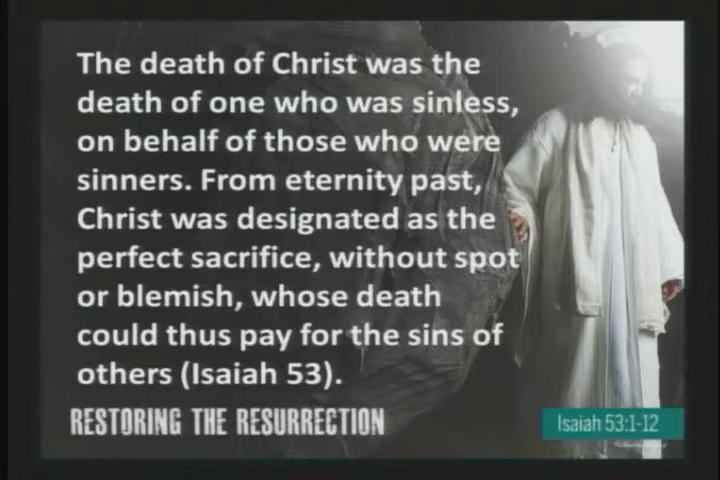 The death of Christ was the
death of one who was sinless,
on behalf of those who were
sinners. From eternity past,
Christ was designated as the
perfect sacrifice, without spot
or blemish, whose death
could thus pay for the sins of
others (Isaiah 53).
RESTORING THE RESURRECTION
Isaiah 53:1-12